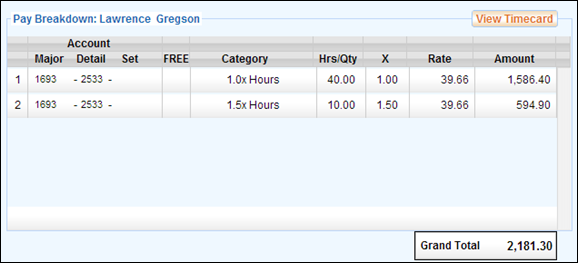 Pay Breakdown: Lawrence Gregson
View Timecard
Account
Major Detail Set FREE Category Hrs/Qty X Rate Amount
1 1693 - 2533 - 1.0x Hours 40.00 1.00 39.66 1,586.40
2 1693 - 2533 - 1.5x Hours 10.00 1.50 39.66 594.90
Grand Total 2,181.30